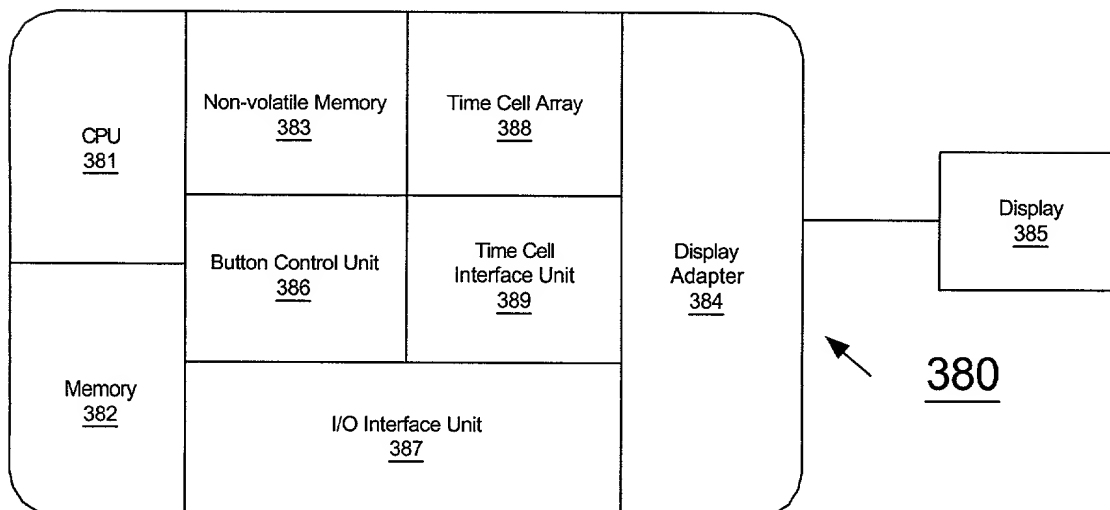 CPU
381
Non-volatile Memory
383
Time Cell Array
388
Button Control Unit
386
Time Cell
Interface Unit
389
Display
Adapter
384
Display
385
Memory
382
I/O Interface Unit
387
380